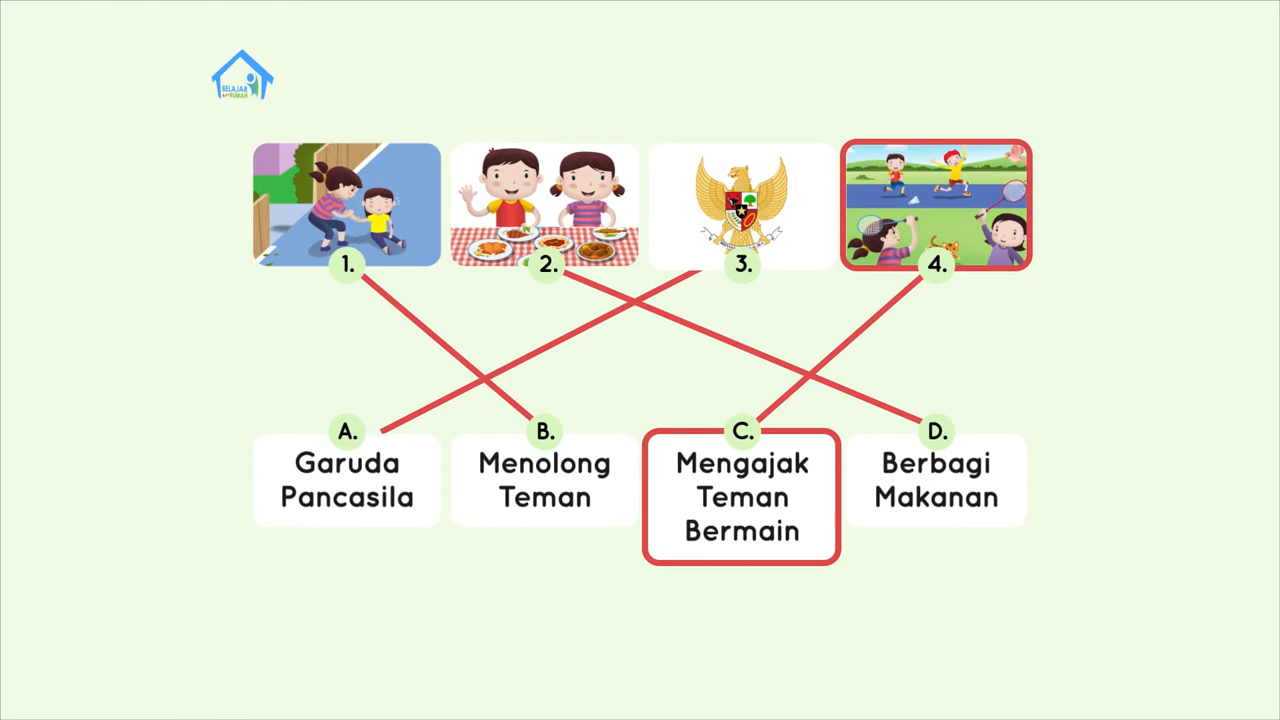 BELAJAR
RUMAH
1.
2.
3.
4.
A.
B.
C.
D.
Garuda
Pancasila
Menolong
Teman
Mengajak
Teman
Bermain
Berbagi
Makanan